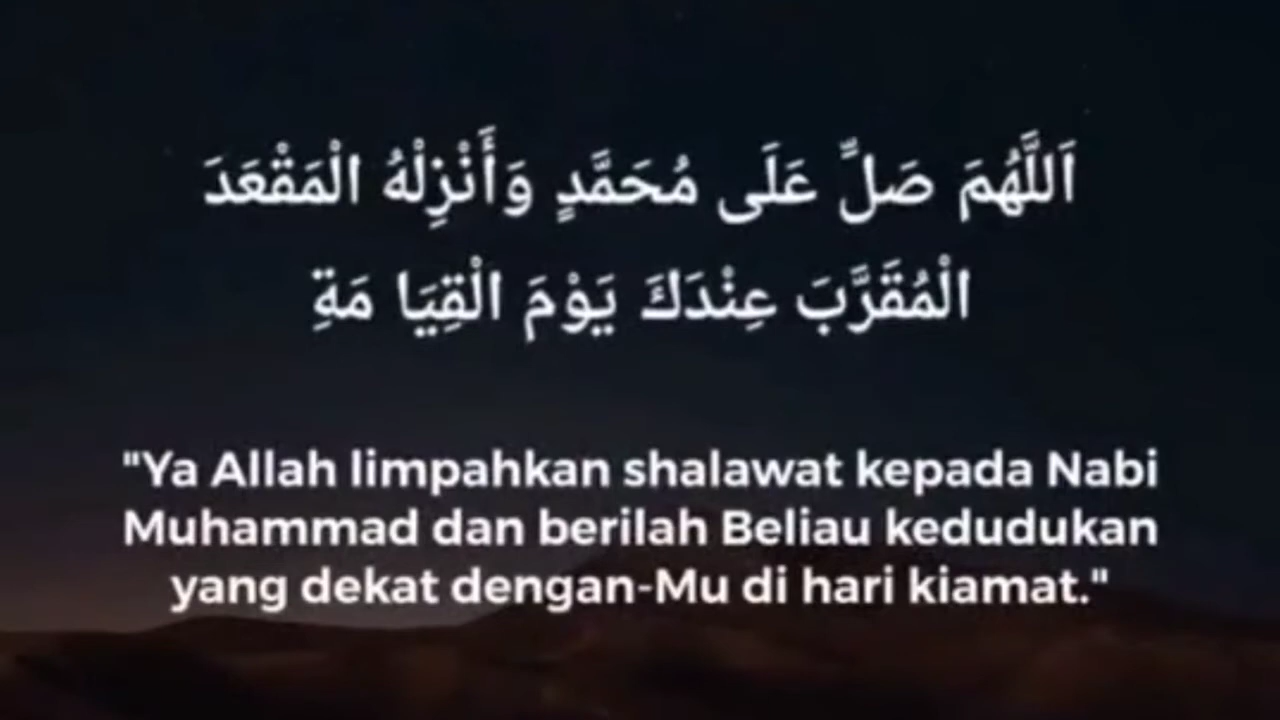 اَللَّهُمَ صَلِّ عَلَى مُحَمَّدٍ وَأَنْزِلْهُ الْمَقْعَدَ
الْمُقَرَّبَ عِنْدَكَ يَوْمَ الْقِيَا مَةِ
"Ya Allah limpahkan shalawat kepada Nabi
Muhammad dan berilah Beliau kedudukan
yang dekat dengan-Mu di hari kiamat."